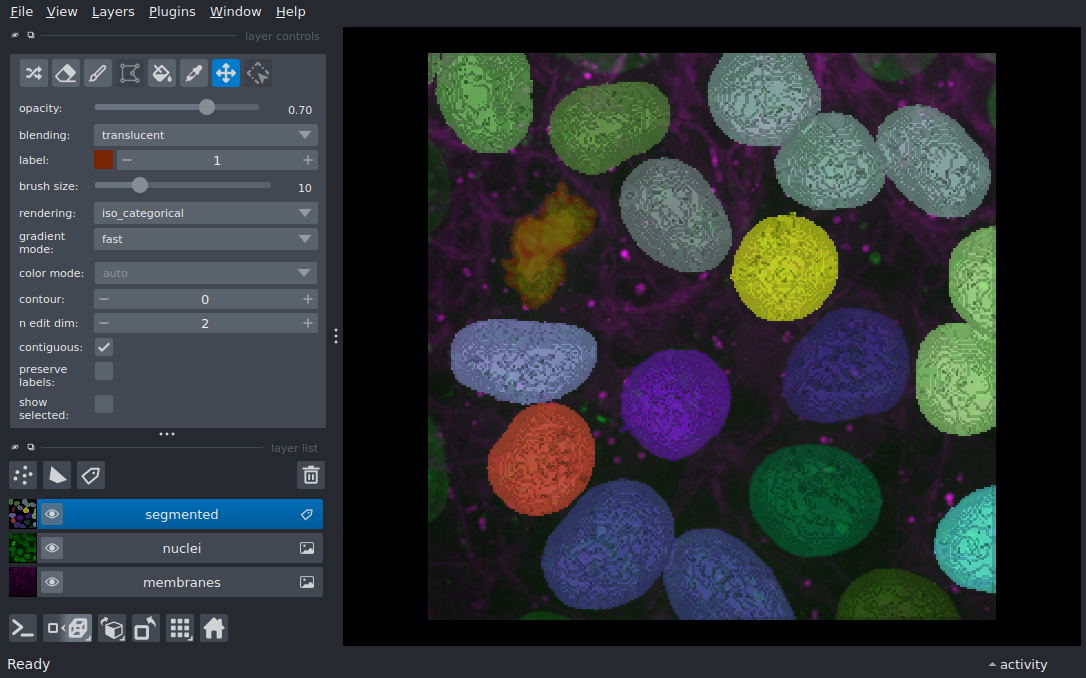 File View Layers Plugins Window Help
layer controls
opacity: 0.70
blending: translucent
label: 1
brush size: 10
rendering: iso_categorical
gradient
mode: fast
color mode: auto
contour: 0
n edit dim: 2
contiguous:
preserve
labels:
show
selected:
layer list
segmented
nuclei
membranes
Ready
activity